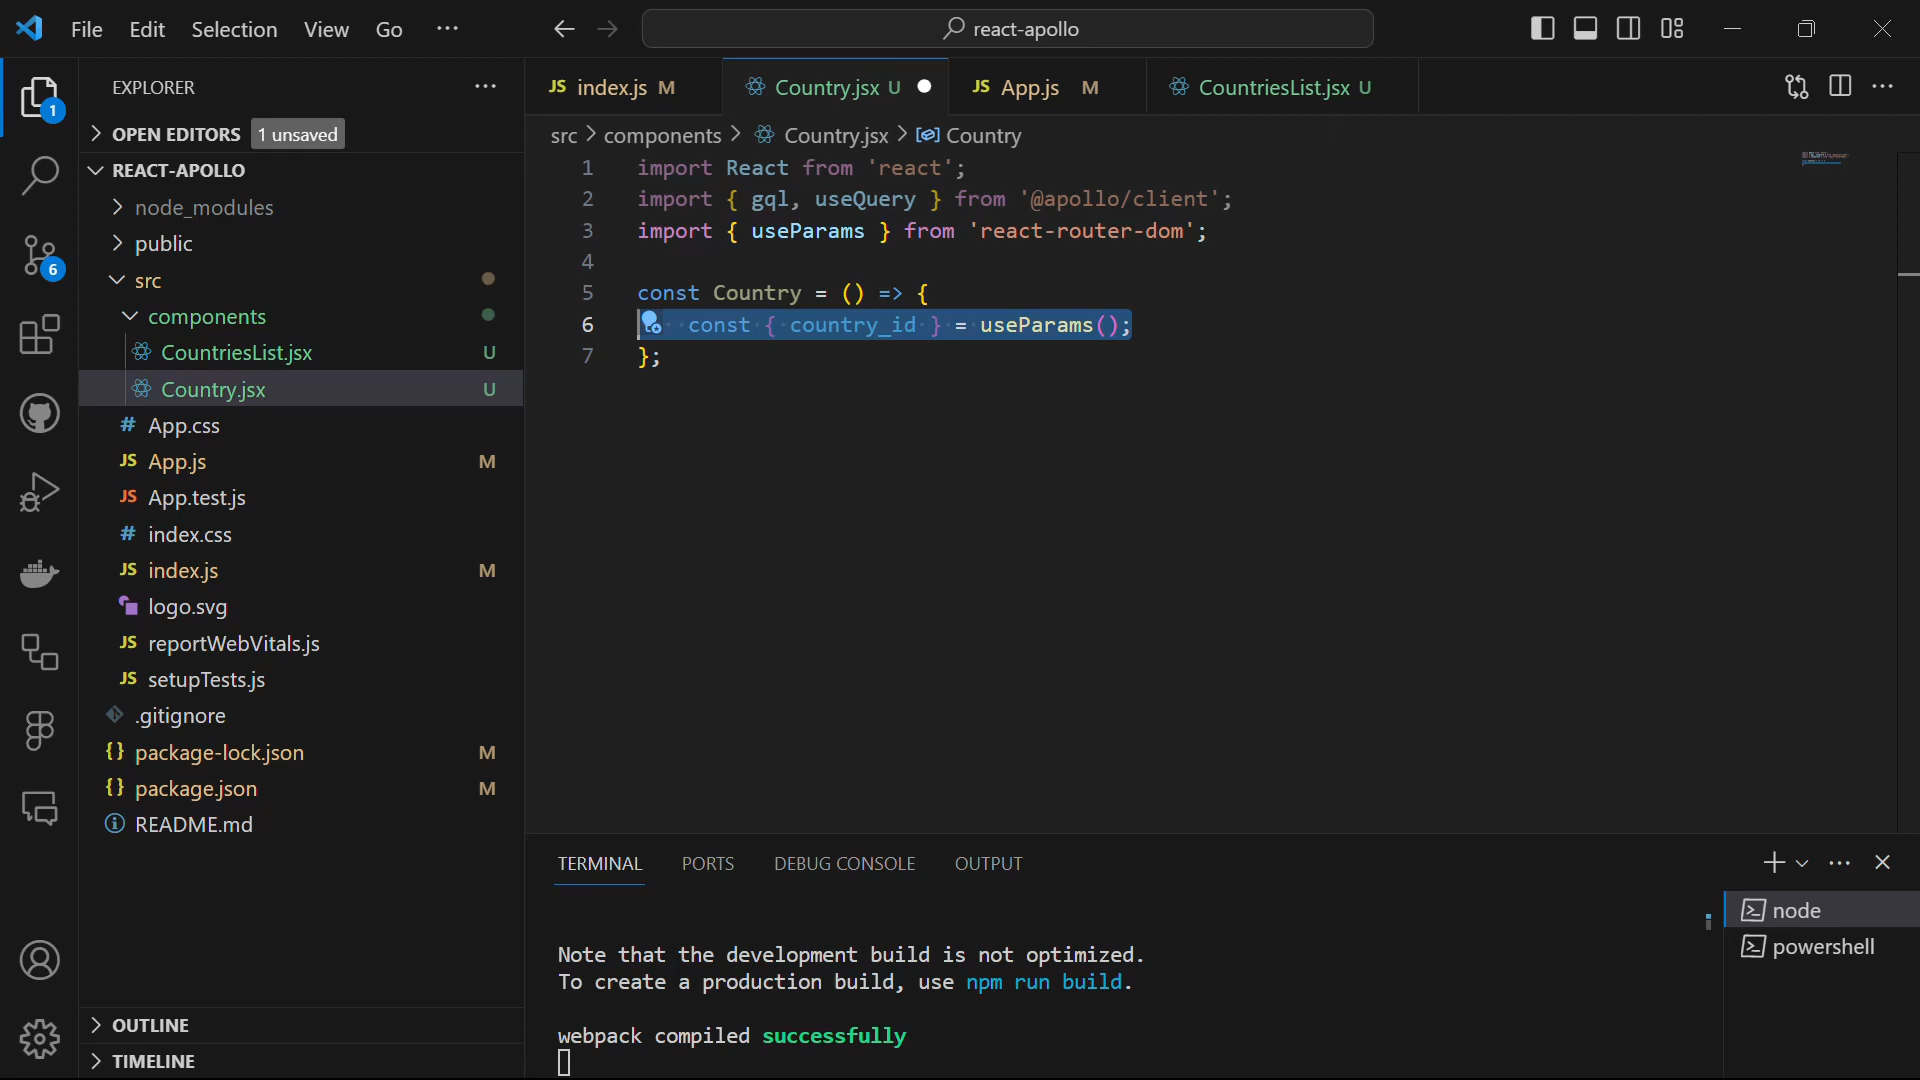 File Edit Selection View Go ···
react-apollo
EXPLORER
OPEN EDITORS 1 unsaved
REACT-APOLLO
node_modules
public
src
components
CountriesList.jsx U
Country.jsx U
# App.css
JS App.js M
JS App.test.js
# index.css
JS index.js M
logo.svg
JS reportWebVitals.js
JS setupTests.js
.gitignore
{} package-lock.json M
{} package.json M
README.md
OUTLINE
TIMELINE
1
6
JS index.js M
Country.jsx U
JS App.js M
CountriesList.jsx U
src > components > Country.jsx > Country
1 import React from 'react';
2 import { gql, useQuery } from '@apollo/client';
3 import { useParams } from 'react-router-dom';
4
5 const Country = () => {
6 const { country_id } = useParams();
7 };
TERMINAL PORTS DEBUG CONSOLE OUTPUT
Note that the development build is not optimized.
To create a production build, use npm run build.
webpack compiled successfully
node
powershell